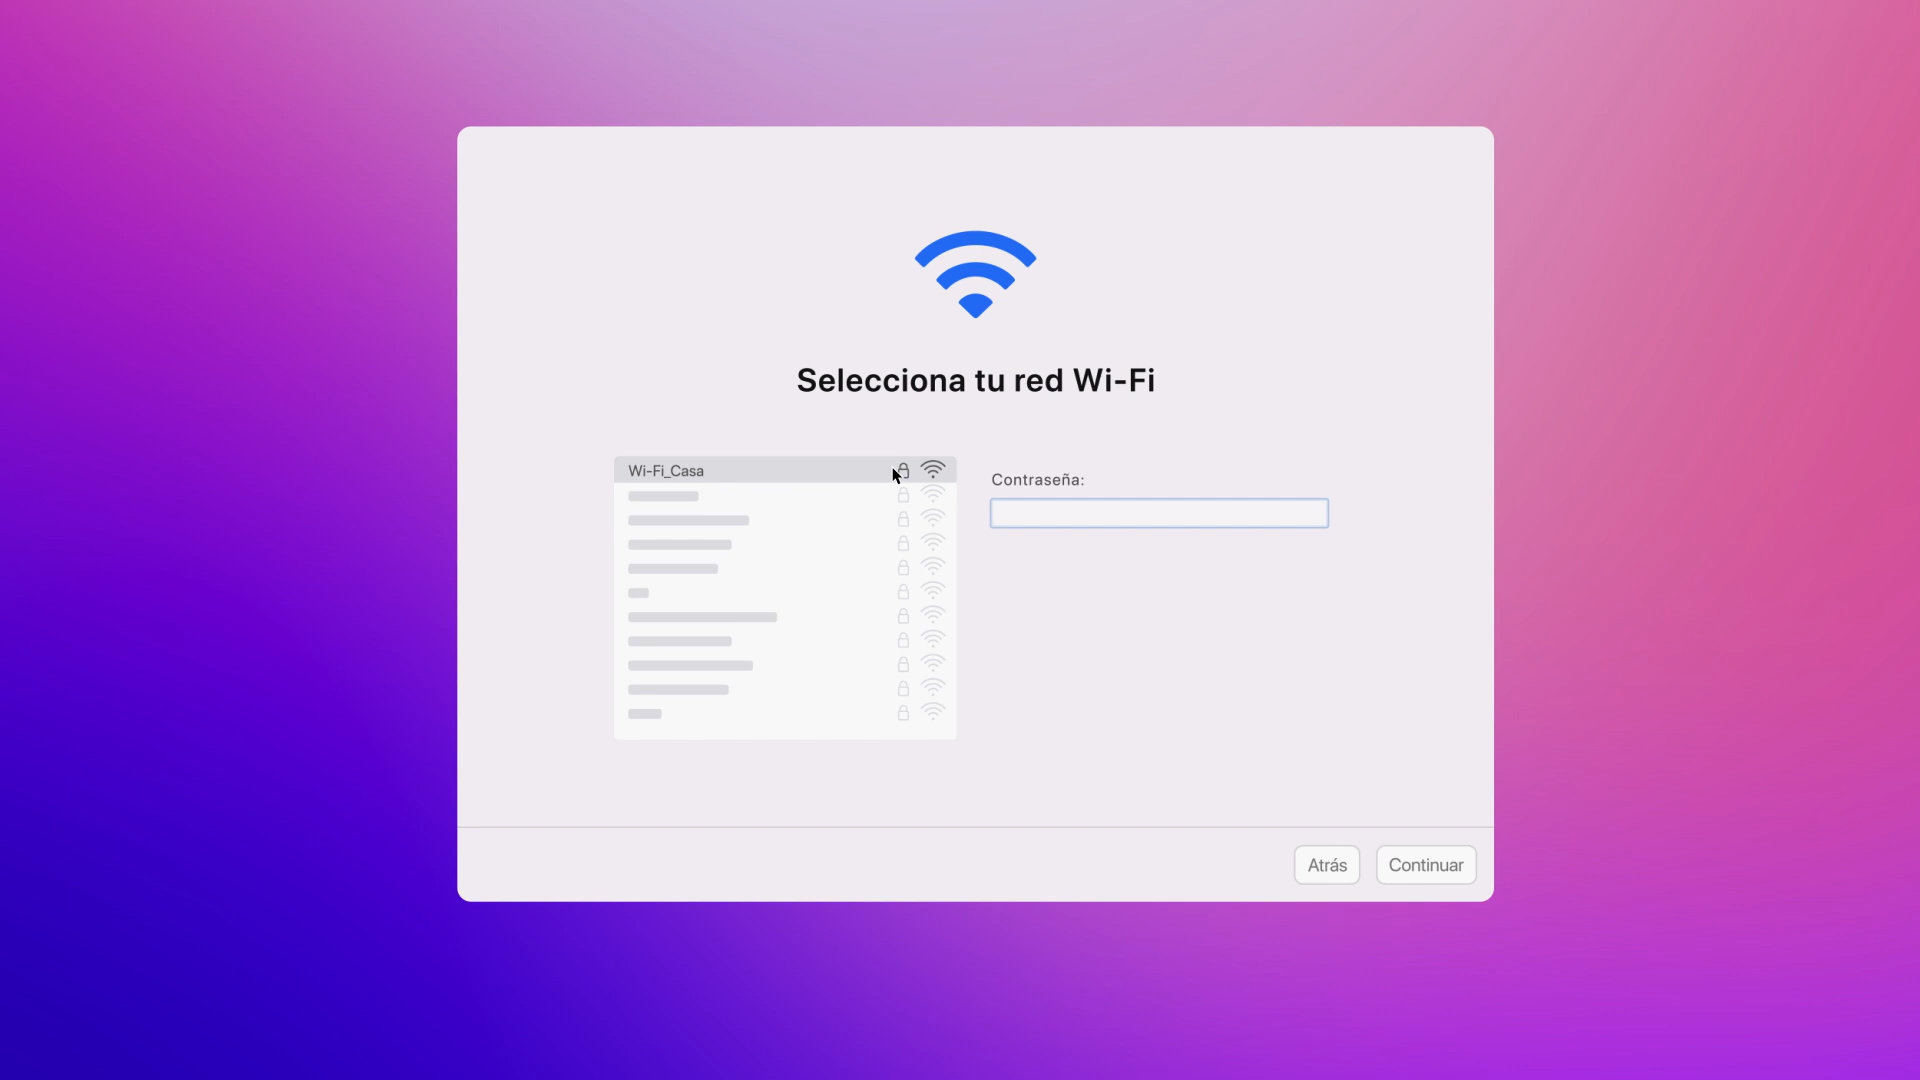 Selecciona tu red Wi-Fi
Wi-Fi_Casa
Contraseña:
Atrás
Continuar